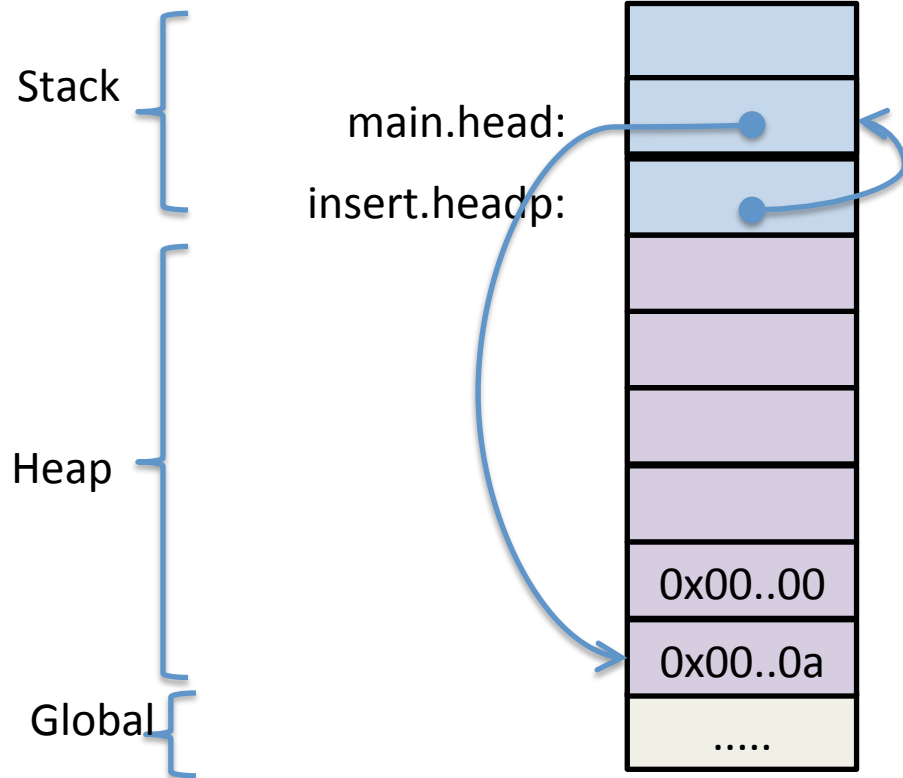 Stack
main.head:
insert.headp:
Heap
0x00..00
0x00..0a
Global
.....